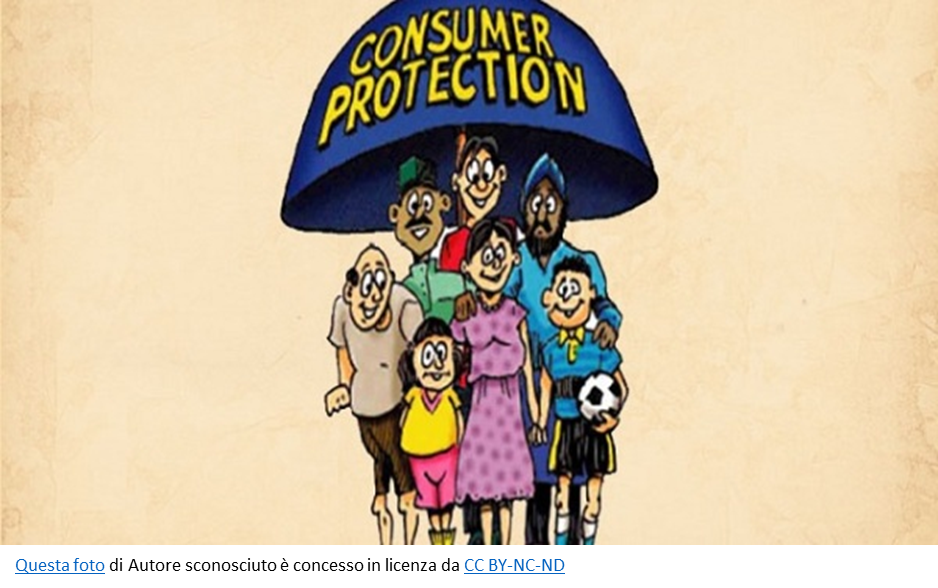 CONSUMER
PROTECTION
Questa foto di Autore sconosciuto è concesso in licenza da CC BY-NC-ND